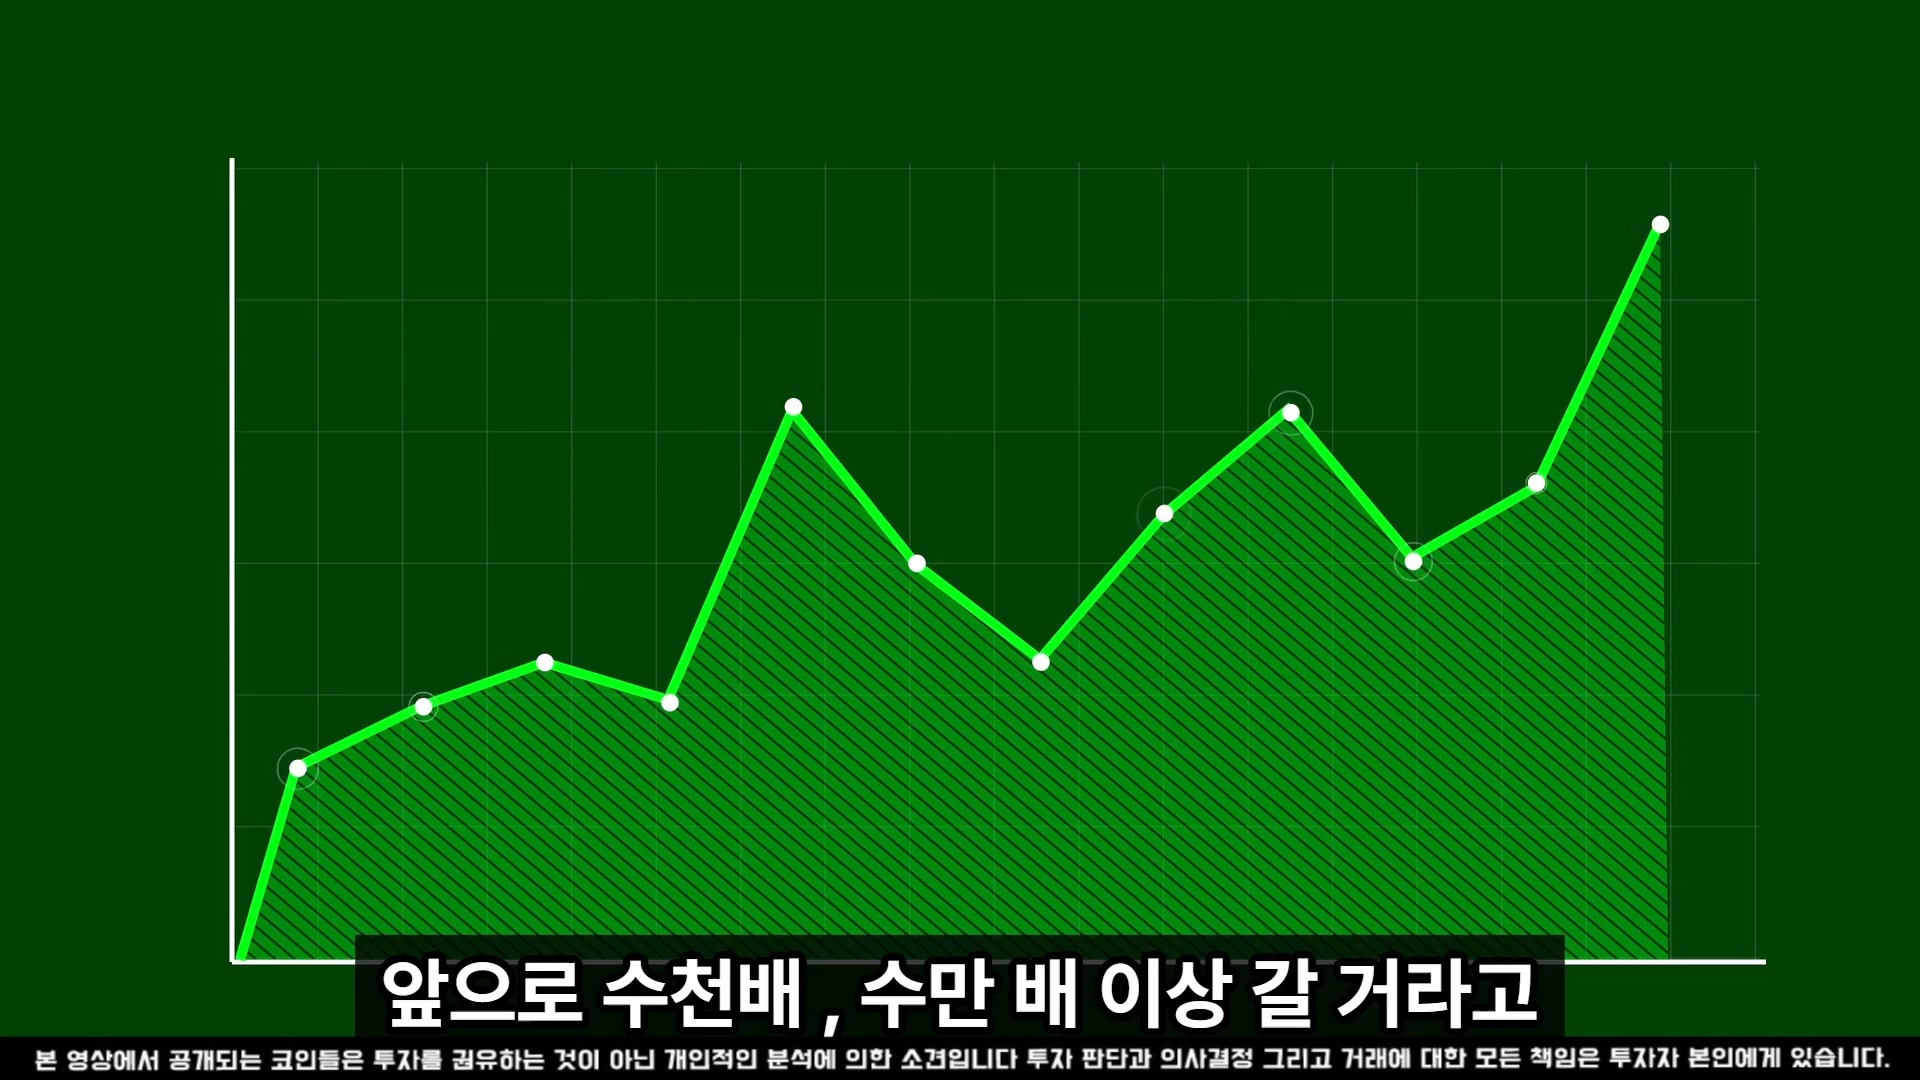 앞으로 수천배 , 수만 배 이상 갈 거라고
본 영상에서 공개되는 코인들은 투자를 권유하는 것이 아닌 개인적인 분석에 의한 소견입니다 투자 판단과 의사결정 그리고 거래에 대한 모든 책임은 투자자 본인에게 있습니다.